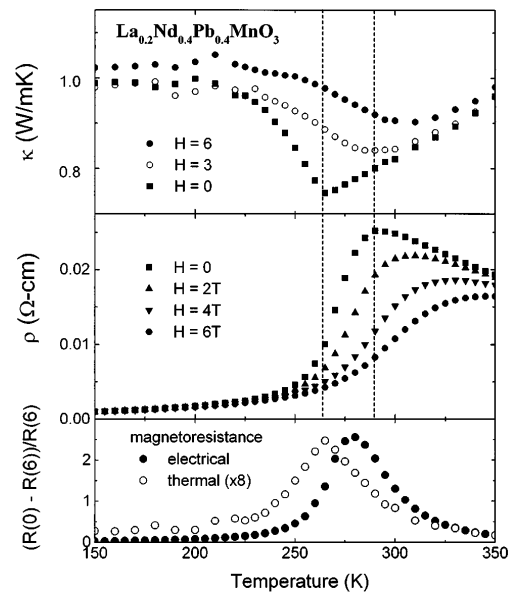 La0.2Nd0.4Pb0.4MnO3
κ (W/mK)
1.0
0.8
H = 6
H = 3
H = 0
ρ (Ω-cm)
0.02
0.01
0.00
H = 0
H = 2T
H = 4T
H = 6T
(R(0) - R(6))/R(6)
2
1
0
magnetoresistance
electrical
thermal (x8)
150 200 250 300 350
Temperature (K)